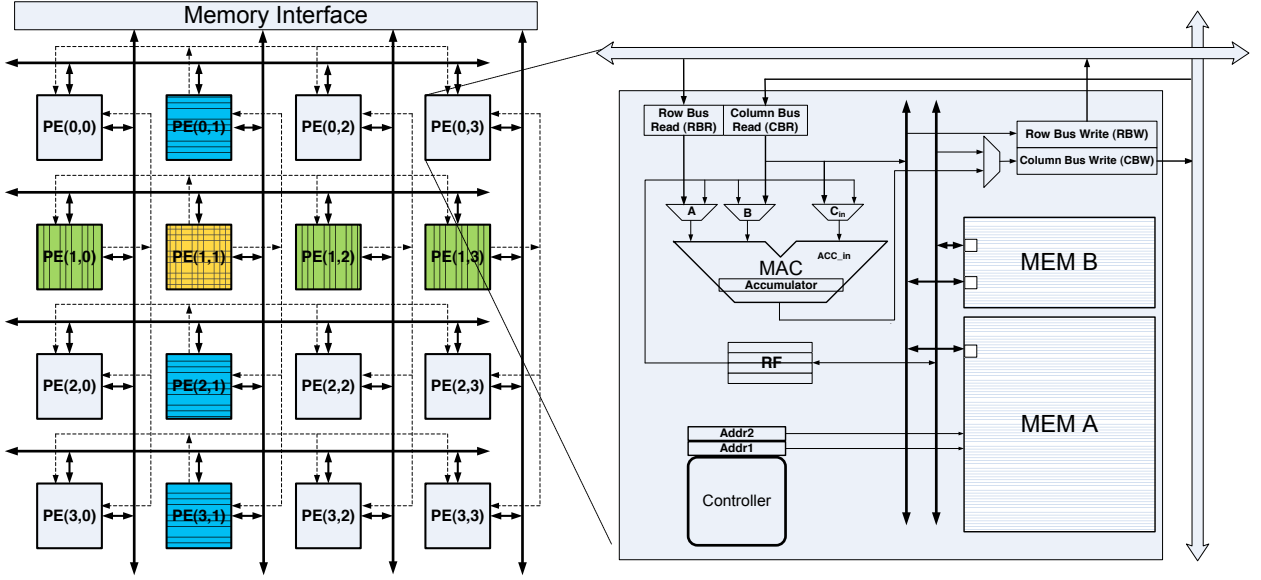 Memory Interface
PE(0,0)
PE(0,1)
PE(0,2)
PE(0,3)
PE(1,0)
PE(1,1)
PE(1,2)
PE(1,3)
PE(2,0)
PE(2,1)
PE(2,2)
PE(2,3)
PE(3,0)
PE(3,1)
PE(3,2)
PE(3,3)
Row Bus
Read (RBR)
Column Bus
Read (CBR)
Row Bus Write (RBW)
Column Bus Write (CBW)
A
B
Cin
ACC_in
MAC
Accumulator
MEM B
RF
MEM A
Addr2
Addr1
Controller